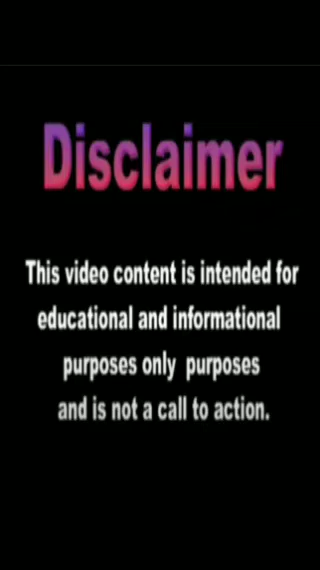 Disclaimer
This video content is intended for
educational and informational
purposes only purposes
and is not a call to action.